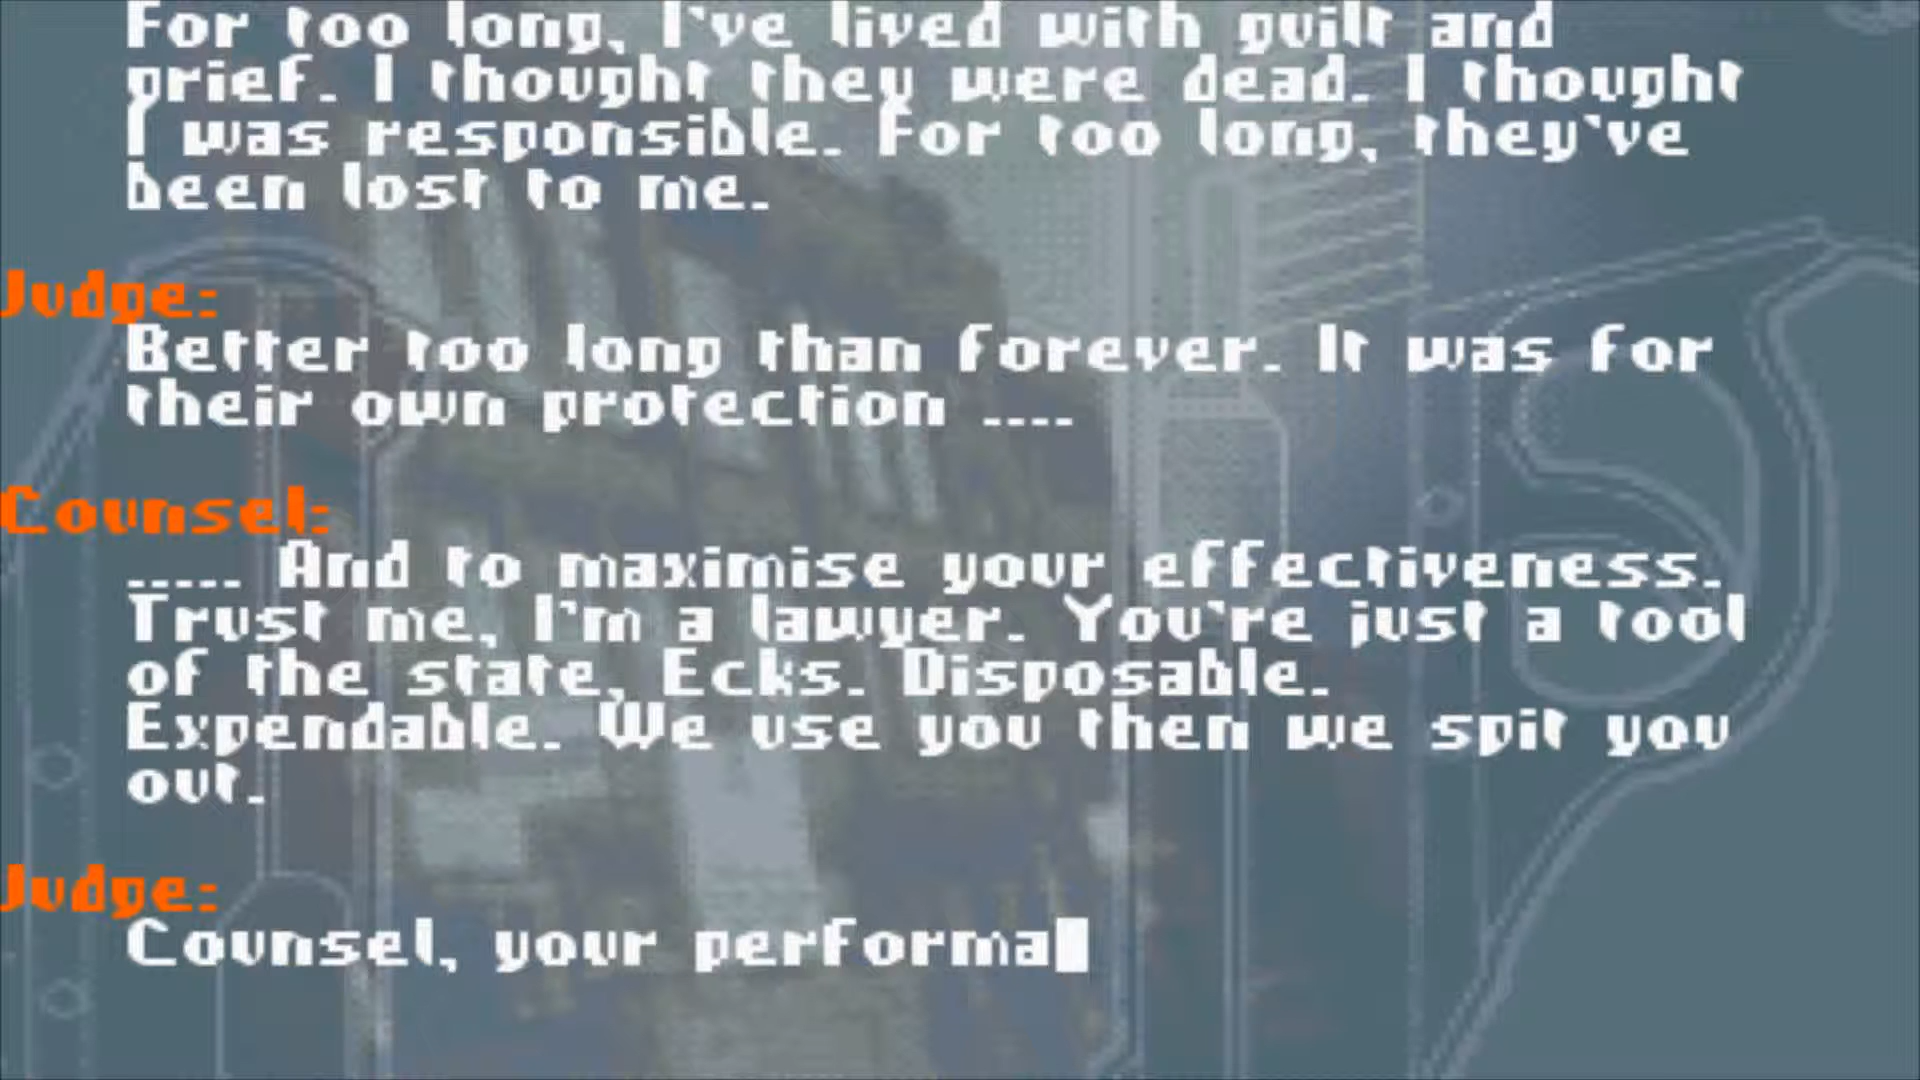 For too long, I've lived with guilt and
grief. I thought they were dead. I thought
I was responsible. For too long, they've
been lost to me.
Judge:
Better too long than forever. It was for
their own protection ....
Counsel:
..... And to maximise your effectiveness.
Trust me, I'm a lawyer. You're just a tool
of the state, Ecks. Disposable.
Expendable. We use you then we spit you
out.
Judge:
Counsel, your performa